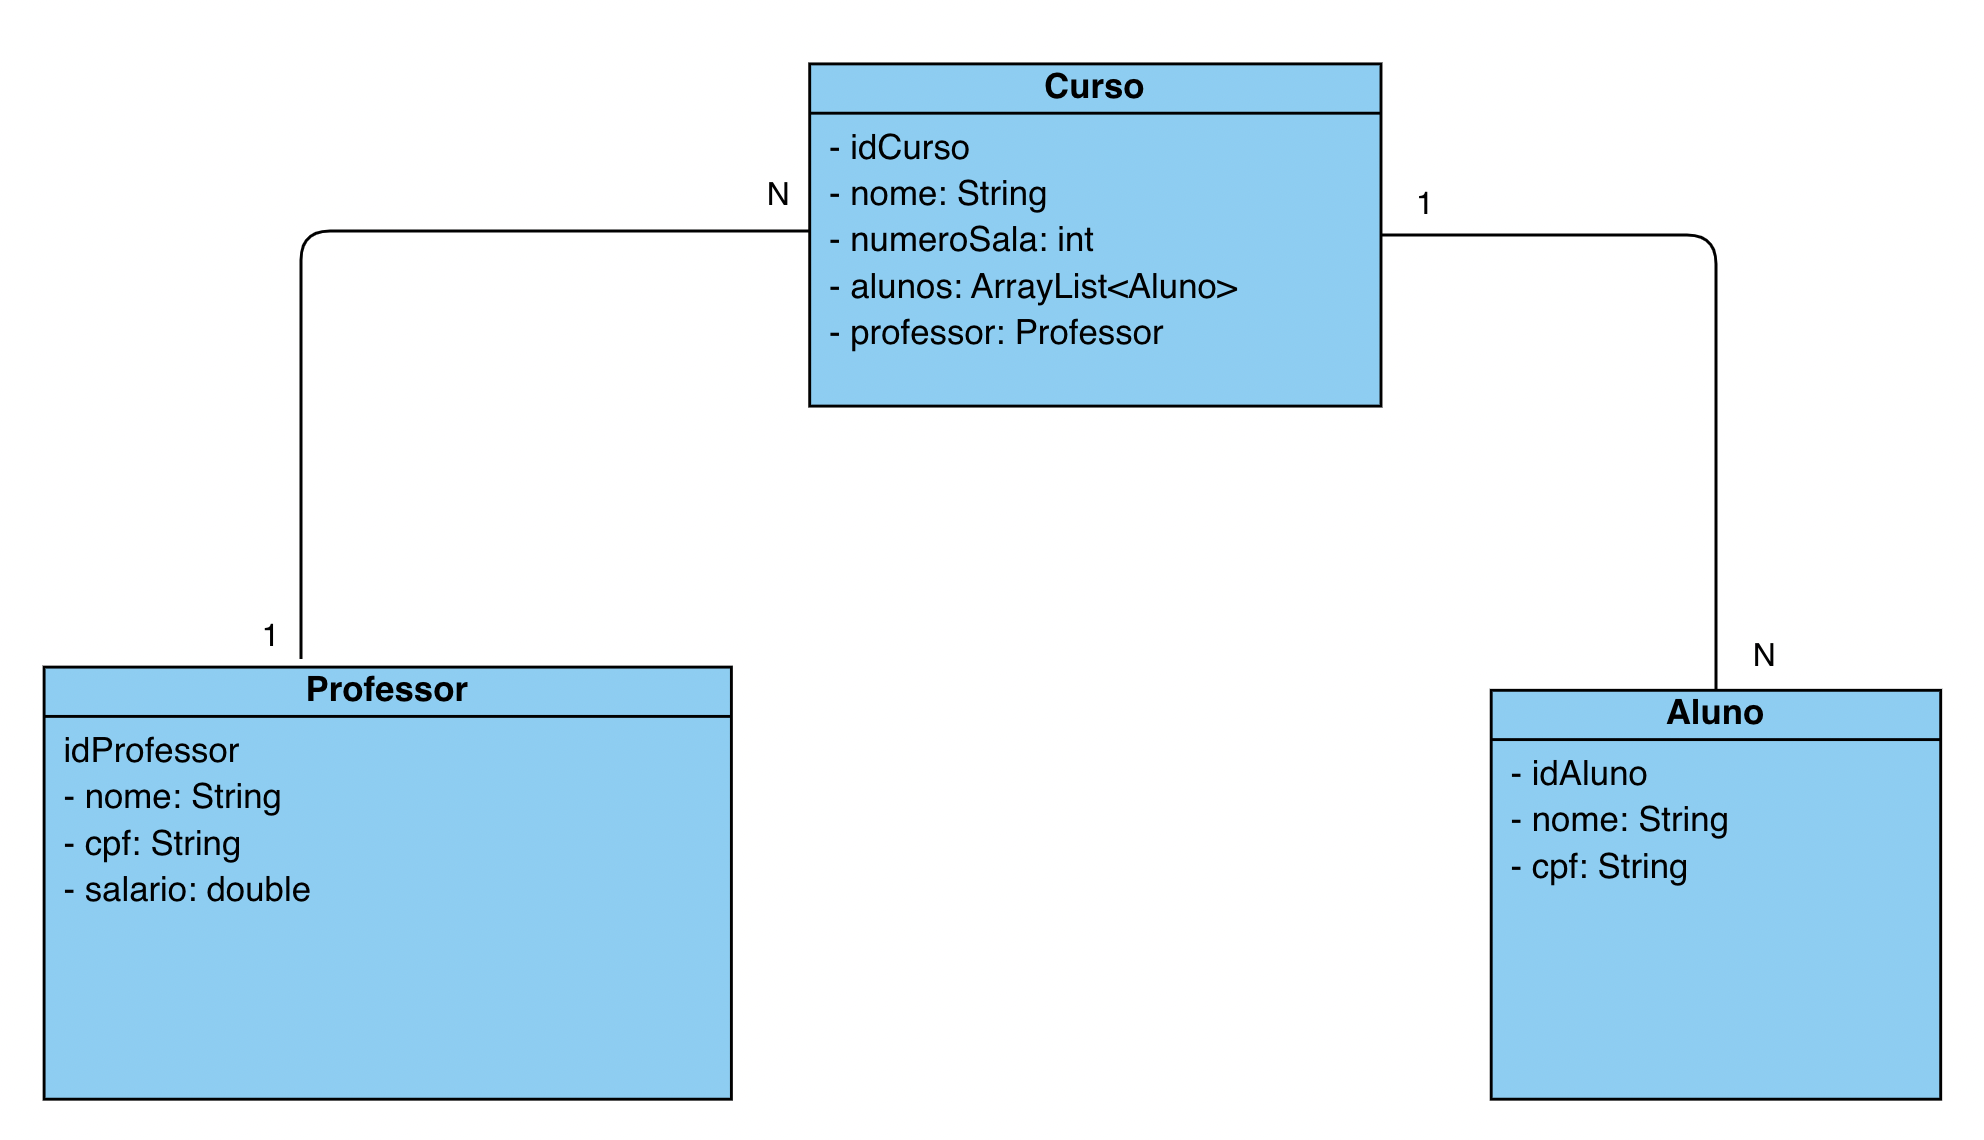 Curso
- idCurso
- nome: String
- numeroSala: int
- alunos: ArrayList<Aluno>
- professor: Professor
N
1
1
N
Professor
idProfessor
- nome: String
- cpf: String
- salario: double
Aluno
- idAluno
- nome: String
- cpf: String